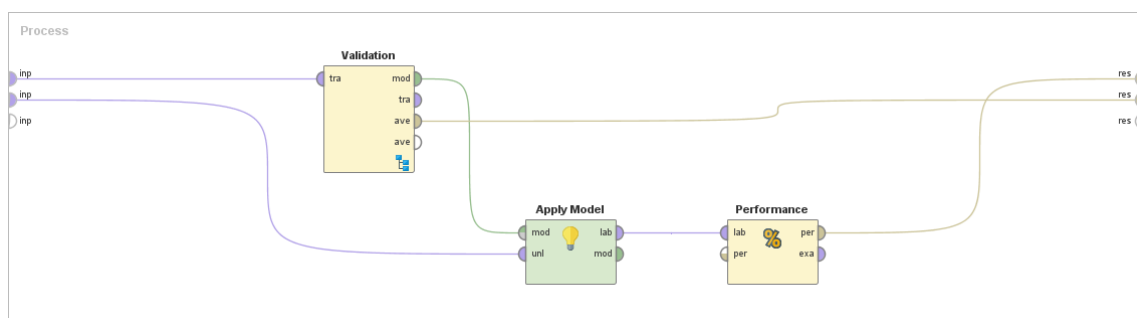 Process
Validation
inp tra mod res
inp tra res
inp ave res
ave
Apply Model Performance
mod lab lab per
unl mod per exa